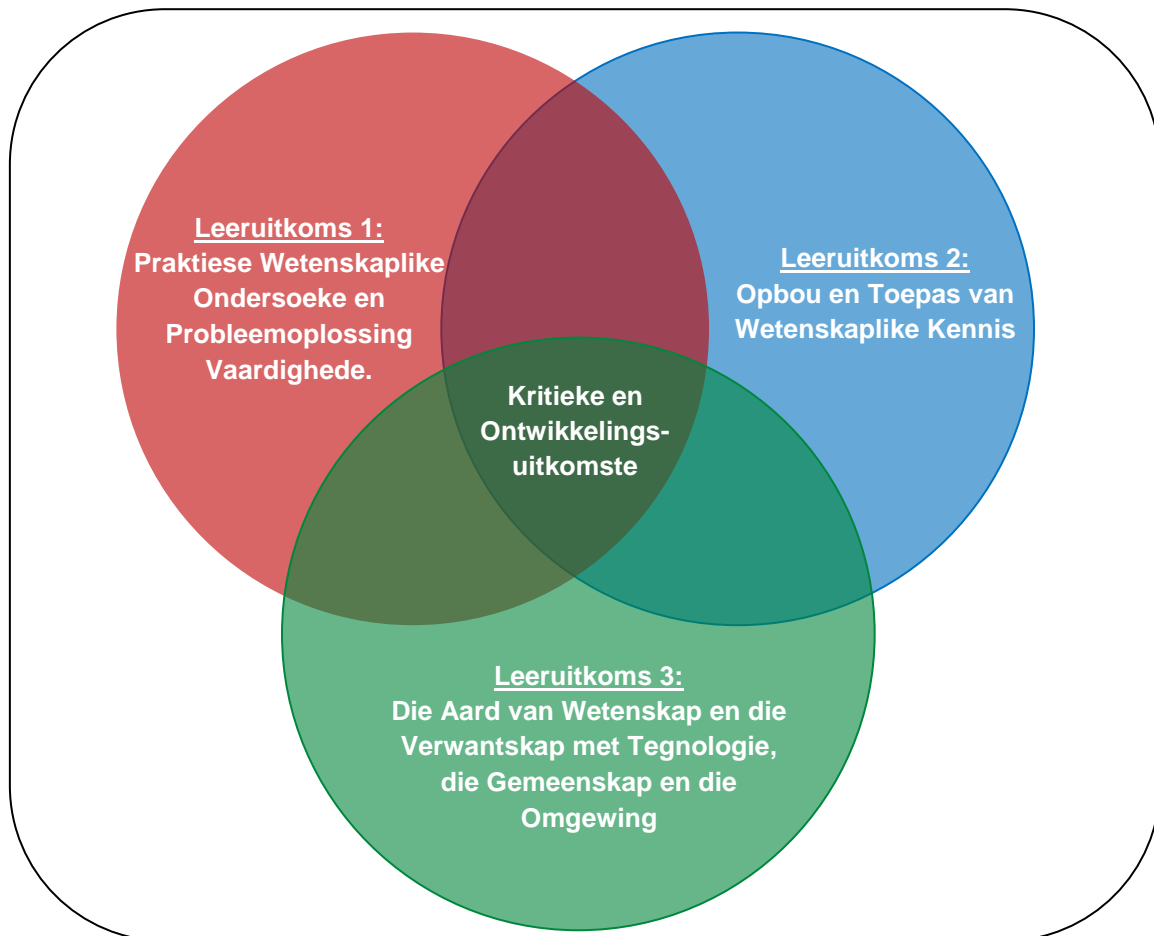 Leeruitkoms 1:
Praktiese Wetenskaplike
Ondersoeke en
Probleemoplossing
Vaardighede.
Leeruitkoms 2:
Opbou en Toepas van
Wetenskaplike Kennis
Kritieke en
Ontwikkelings-
uitkomste
Leeruitkoms 3:
Die Aard van Wetenskap en die
Verwantskap met Tegnologie,
die Gemeenskap en die
Omgewing